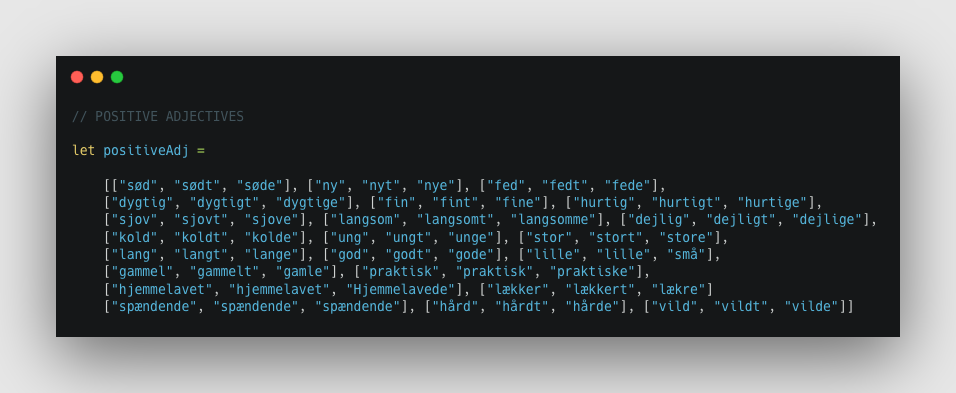 // POSITIVE ADJECTIVES
let positiveAdj =
[["sød", "sødt", "søde"], ["ny", "nyt", "nye"], ["fed", "fedt", "fede"],
["dygtig", "dygtigt", "dygtige"], ["fin", "fint", "fine"], ["hurtig", "hurtigt", "hurtige"],
["sjov", "sjovt", "sjove"], ["langsom", "langsomt", "langsomme"], ["dejlig", "dejligt", "dejlige"],
["kold", "koldt", "kolde"], ["ung", "ungt", "unge"], ["stor", "stort", "store"],
["lang", "langt", "lange"], ["god", "godt", "gode"], ["lille", "lille", "små"],
["gammel", "gammelt", "gamle"], ["praktisk", "praktisk", "praktiske"],
["hjemmelavet", "hjemmelavet", "Hjemmelavede"], ["lækker", "lækkert", "lækre"]
["spændende", "spændende", "spændende"], ["hård", "hårdt", "hårde"], ["vild", "vildt", "vilde"]]